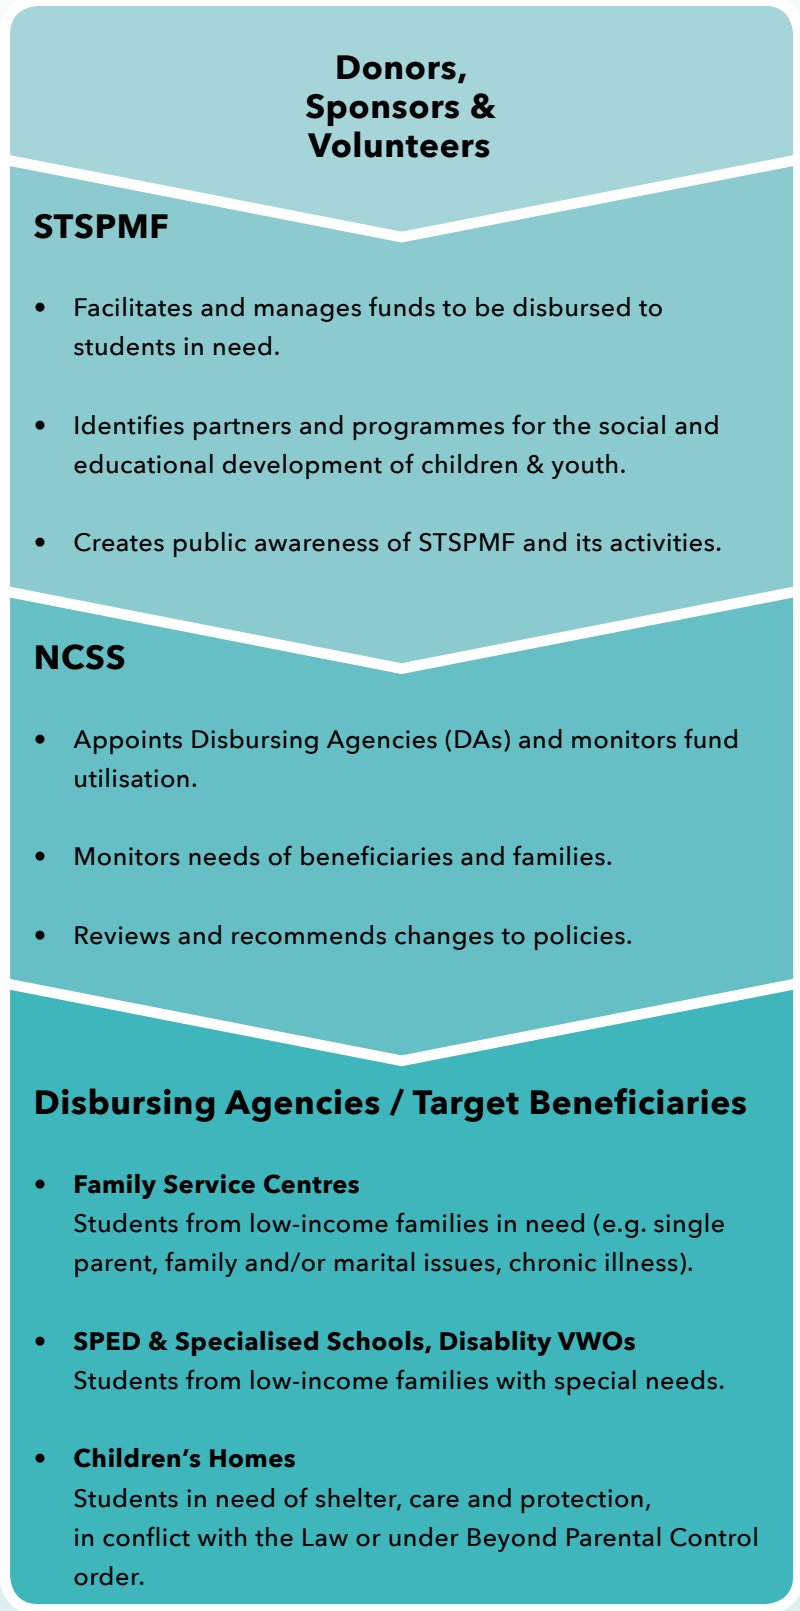 Donors,
Sponsors &
Volunteers
STSPMF
• Facilitates and manages funds to be disbursed to
students in need.
• Identifies partners and programmes for the social and
educational development of children & youth.
• Creates public awareness of STSPMF and its activities.
NCSS
• Appoints Disbursing Agencies (DAs) and monitors fund
utilisation.
• Monitors needs of beneficiaries and families.
• Reviews and recommends changes to policies.
Disbursing Agencies / Target Beneficiaries
• Family Service Centres
Students from low-income families in need (e.g. single
parent, family and/or marital issues, chronic illness).
• SPED & Specialised Schools, Disablity VWOs
Students from low-income families with special needs.
• Children’s Homes
Students in need of shelter, care and protection,
in conflict with the Law or under Beyond Parental Control
order.